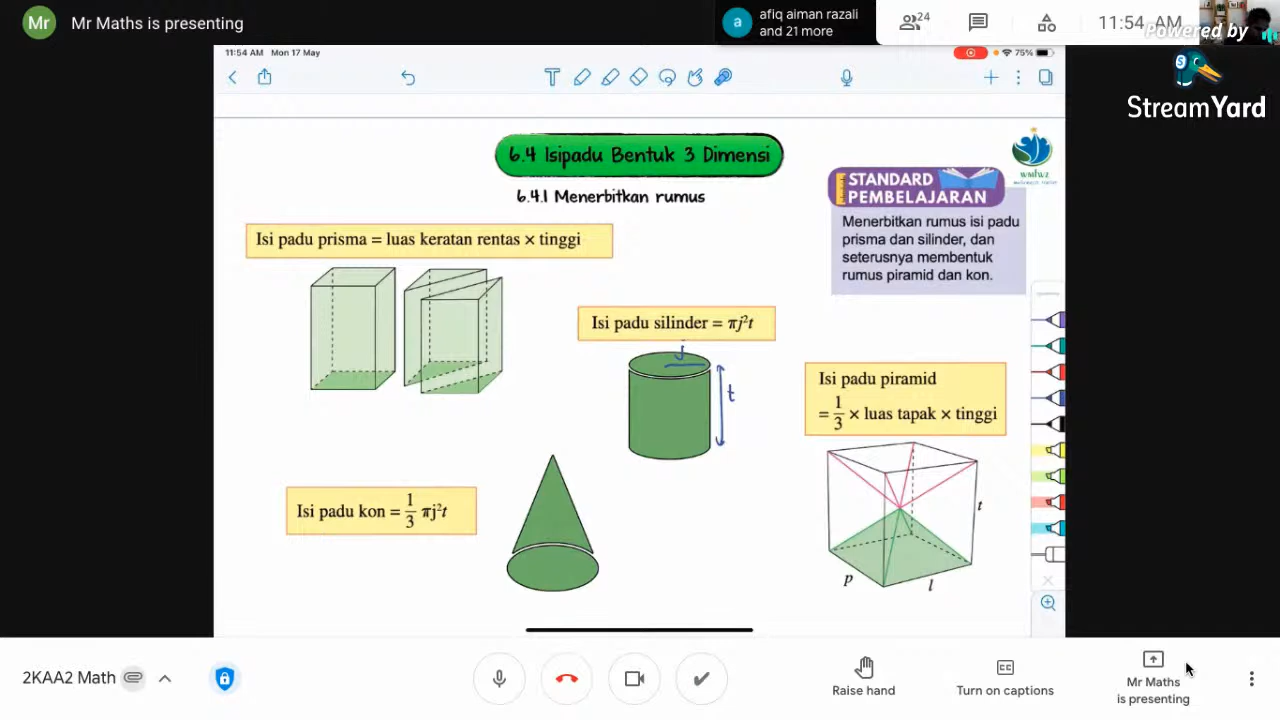 Mr
Mr Maths is presenting
a
afiq aiman razali
and 21 more
24
11:54 AM
Powered by
StreamYard
11:54 AM Mon 17 May
75%
6.4 Isipadu Bentuk 3 Dimensi
6.4.1 Menerbitkan rumus
STANDARD
PEMBELAJARAN
Menerbitkan rumus isi padu
prisma dan silinder, dan
seterusnya membentuk
rumus piramid dan kon.
Isi padu prisma = luas keratan rentas × tinggi
Isi padu silinder = πj²t
j
t
Isi padu piramid
= 1/3 × luas tapak × tinggi
t
p
l
Isi padu kon = 1/3 πj²t
2KAA2 Math
Raise hand
Turn on captions
Mr Maths
is presenting